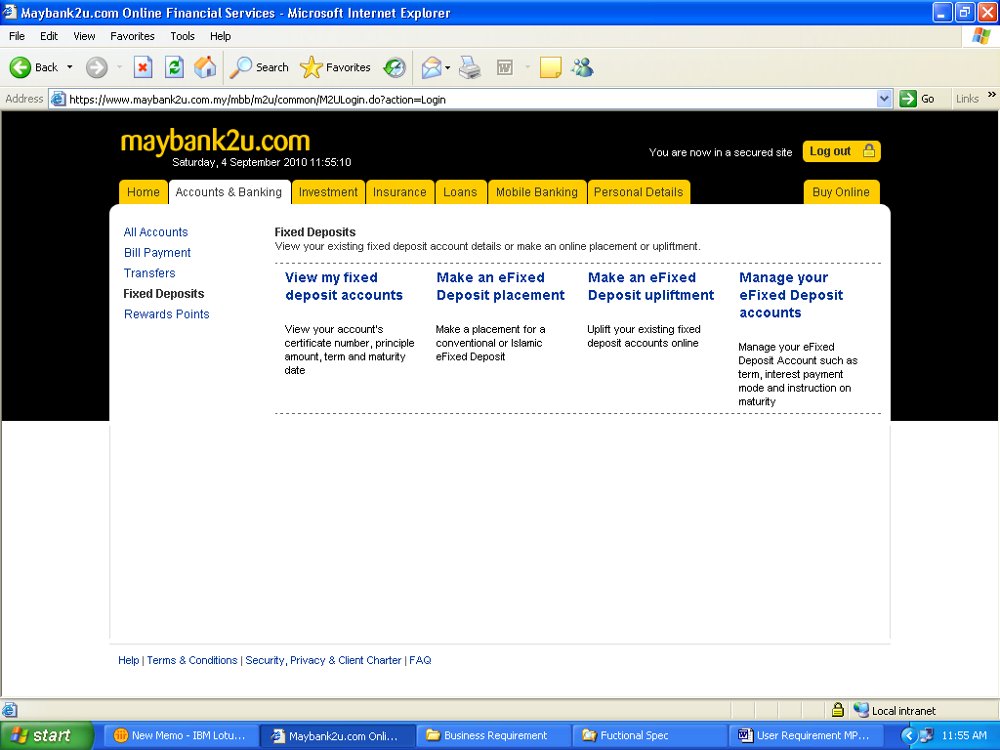 Maybank2u.com Online Financial Services - Microsoft Internet Explorer
File Edit View Favorites Tools Help
Back Search Favorites
Address https://www.maybank2u.com.my/mbb/m2u/common/M2ULogin.do?action=Login Go Links »
maybank2u.com
Saturday, 4 September 2010 11:55:10
You are now in a secured site Log out
Home Accounts & Banking Investment Insurance Loans Mobile Banking Personal Details Buy Online
All Accounts
Bill Payment
Transfers
Fixed Deposits
Rewards Points
Fixed Deposits
View your existing fixed deposit account details or make an online placement or upliftment.
View my fixed
deposit accounts
View your account's
certificate number, principle
amount, term and maturity
date
Make an eFixed
Deposit placement
Make a placement for a
conventional or Islamic
eFixed Deposit
Make an eFixed
Deposit upliftment
Uplift your existing fixed
deposit accounts online
Manage your
eFixed Deposit
accounts
Manage your eFixed
Deposit Account such as
term, interest payment
mode and instruction on
maturity
Help | Terms & Conditions | Security, Privacy & Client Charter | FAQ
Local intranet
start New Memo - IBM Lotu... Maybank2u.com Onli... Business Requirement Fuctional Spec User Requirement MP... 11:55 AM